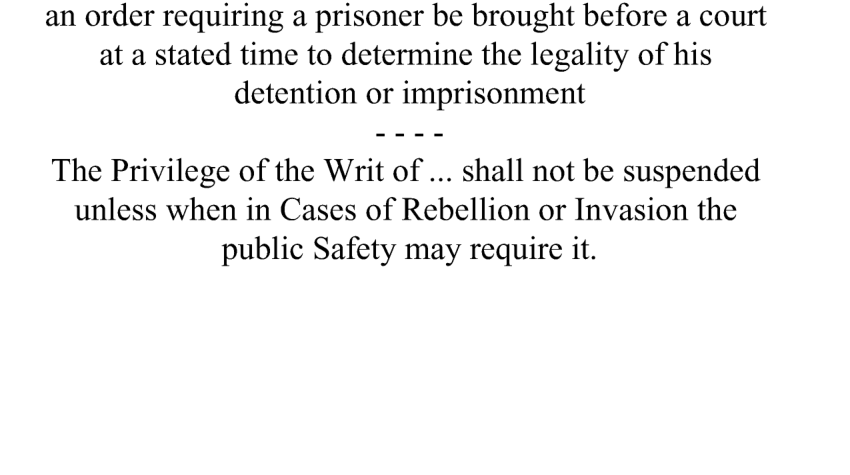 an order requiring a prisoner be brought before a court
at a stated time to determine the legality of his
detention or imprisonment
- - - -
The Privilege of the Writ of ... shall not be suspended
unless when in Cases of Rebellion or Invasion the
public Safety may require it.